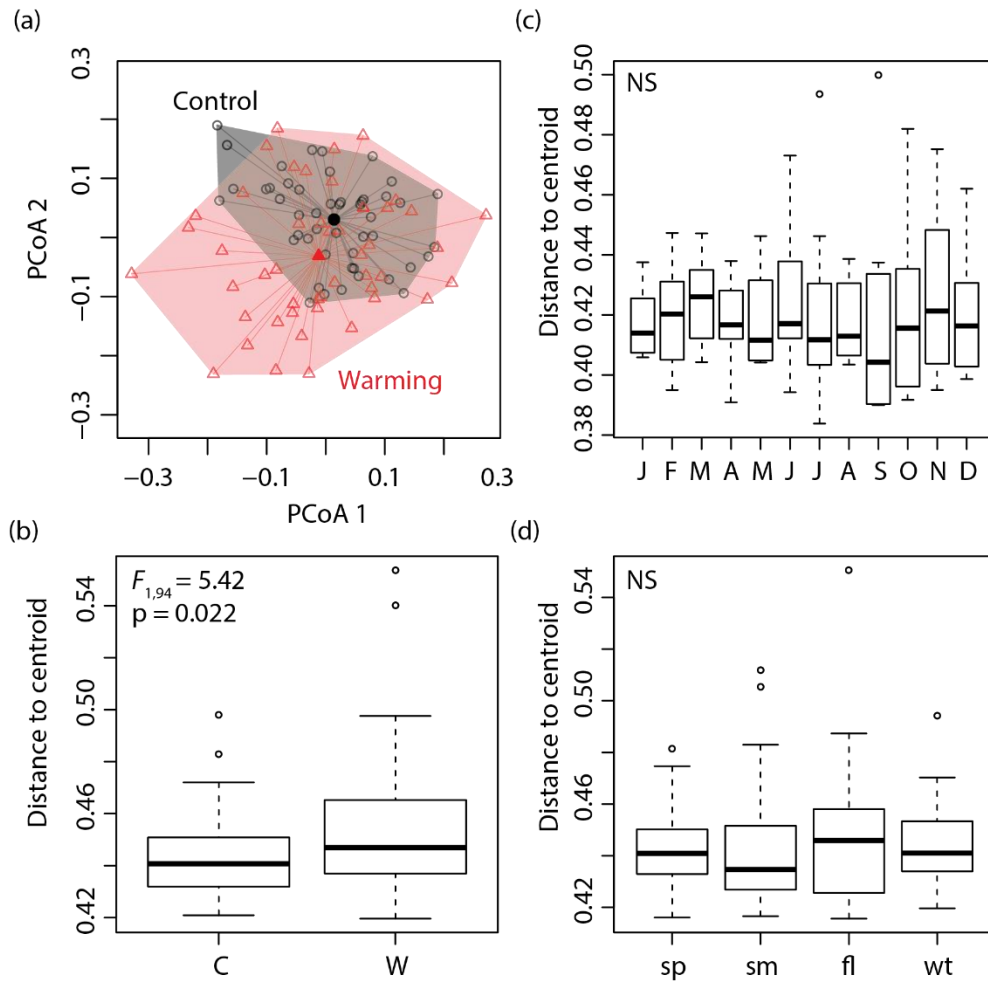 (a)
PCoA 2
0.3
0.1
−0.1
−0.3
Control
Warming
−0.3
−0.1
0.1
0.3
PCoA 1
(c)
Distance to centroid
0.50
0.48
0.46
0.44
0.42
0.40
0.38
NS
J F M A M J J A S O N D
(b)
Distance to centroid
0.54
0.50
0.46
0.42
F1,94 = 5.42
p = 0.022
C W
(d)
Distance to centroid
0.54
0.50
0.46
0.42
NS
sp sm fl wt